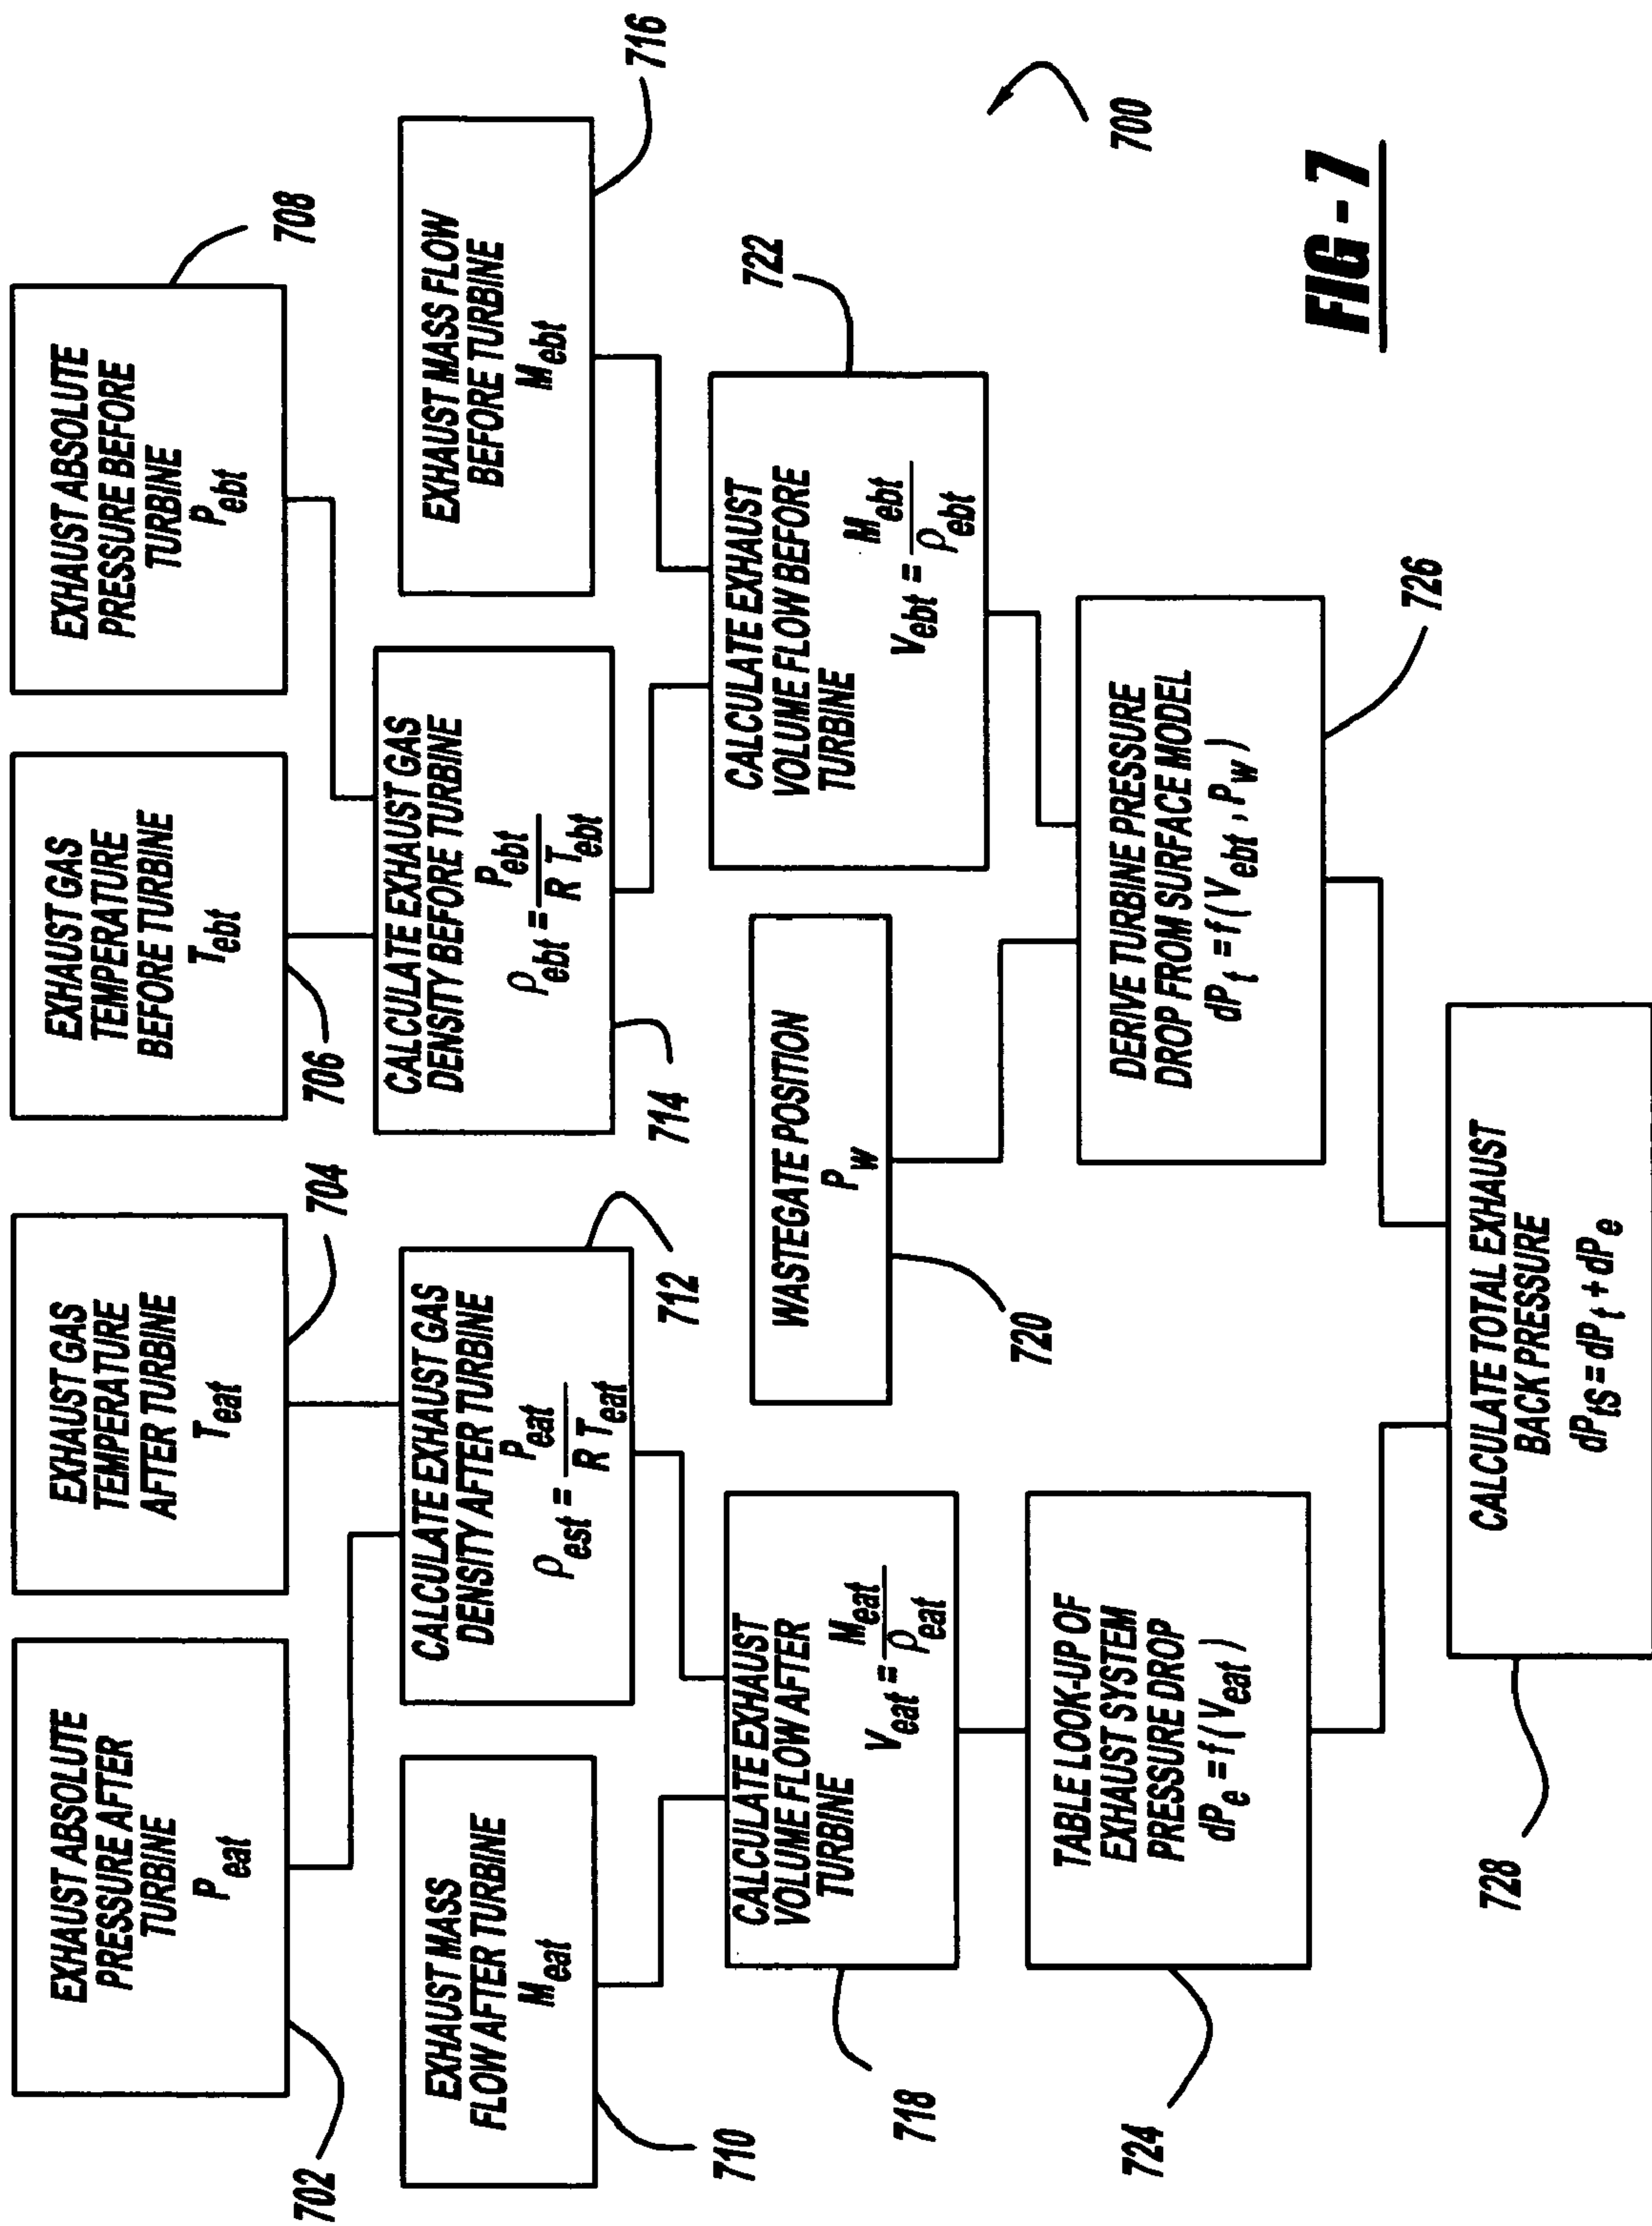 EXHAUST ABSOLUTE
PRESSURE AFTER
TURBINE
P_eat
702
EXHAUST GAS
TEMPERATURE
AFTER TURBINE
T_eat
704
EXHAUST GAS
TEMPERATURE
BEFORE TURBINE
T_ebt
706
EXHAUST ABSOLUTE
PRESSURE BEFORE
TURBINE
P_ebt
708
EXHAUST MASS
FLOW AFTER TURBINE
M_eat
710
CALCULATE EXHAUST GAS
DENSITY AFTER TURBINE
ρ_est = P_eat / R T_eat
712
CALCULATE EXHAUST GAS
DENSITY BEFORE TURBINE
ρ_ebt = P_ebt / R T_ebt
714
EXHAUST MASS FLOW
BEFORE TURBINE
M_ebt
716
CALCULATE EXHAUST
VOLUME FLOW AFTER
TURBINE
V_eat = M_eat / ρ_eat
718
WASTEGATE POSITION
P_w
720
CALCULATE EXHAUST
VOLUME FLOW BEFORE
TURBINE
V_ebt = M_ebt / ρ_ebt
722
TABLE LOOK-UP OF
EXHAUST SYSTEM
PRESSURE DROP
dP_e = f(V_eat)
724
DERIVE TURBINE PRESSURE
DROP FROM SURFACE MODEL
dP_t = f(V_ebt, P_w)
726
CALCULATE TOTAL EXHAUST
BACK PRESSURE
dP_ts = dP_t + dP_e
728
700
FIG - 7